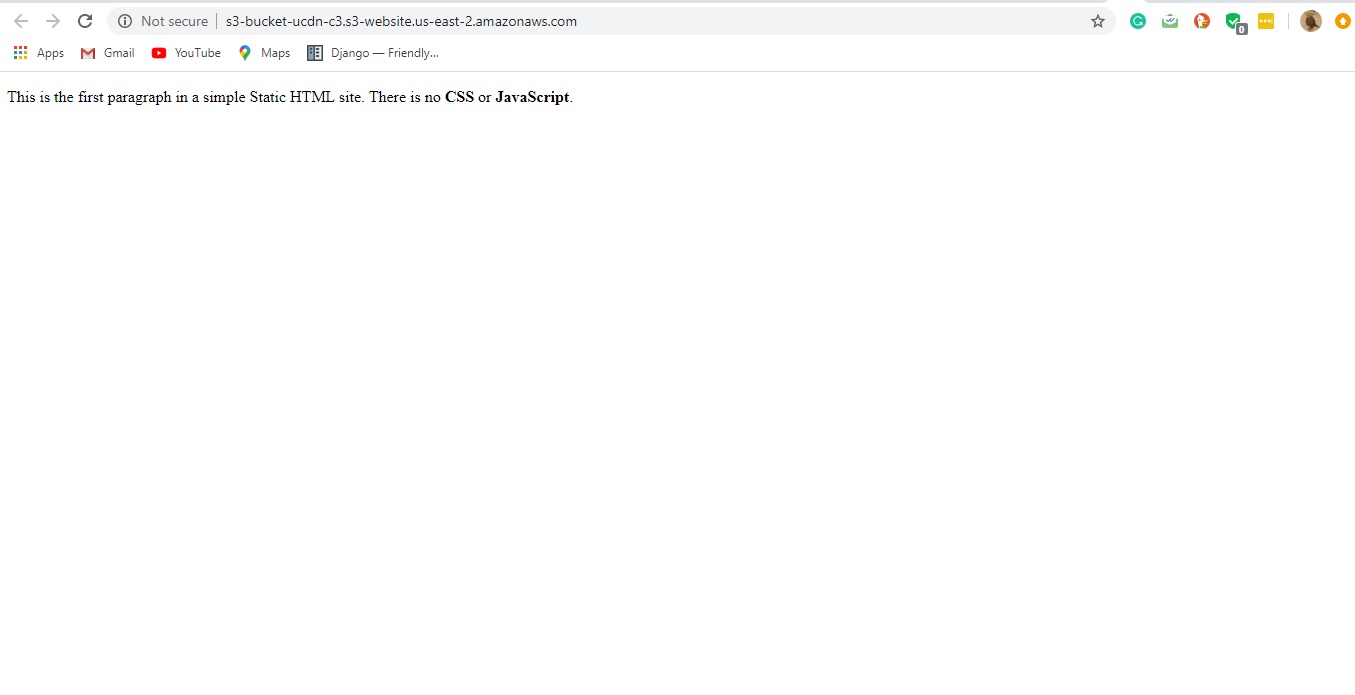 Not secure s3-bucket-ucdn-c3.s3-website.us-east-2.amazonaws.com
0
Apps Gmail YouTube Maps Django — Friendly...
This is the first paragraph in a simple Static HTML site. There is no CSS or JavaScript.